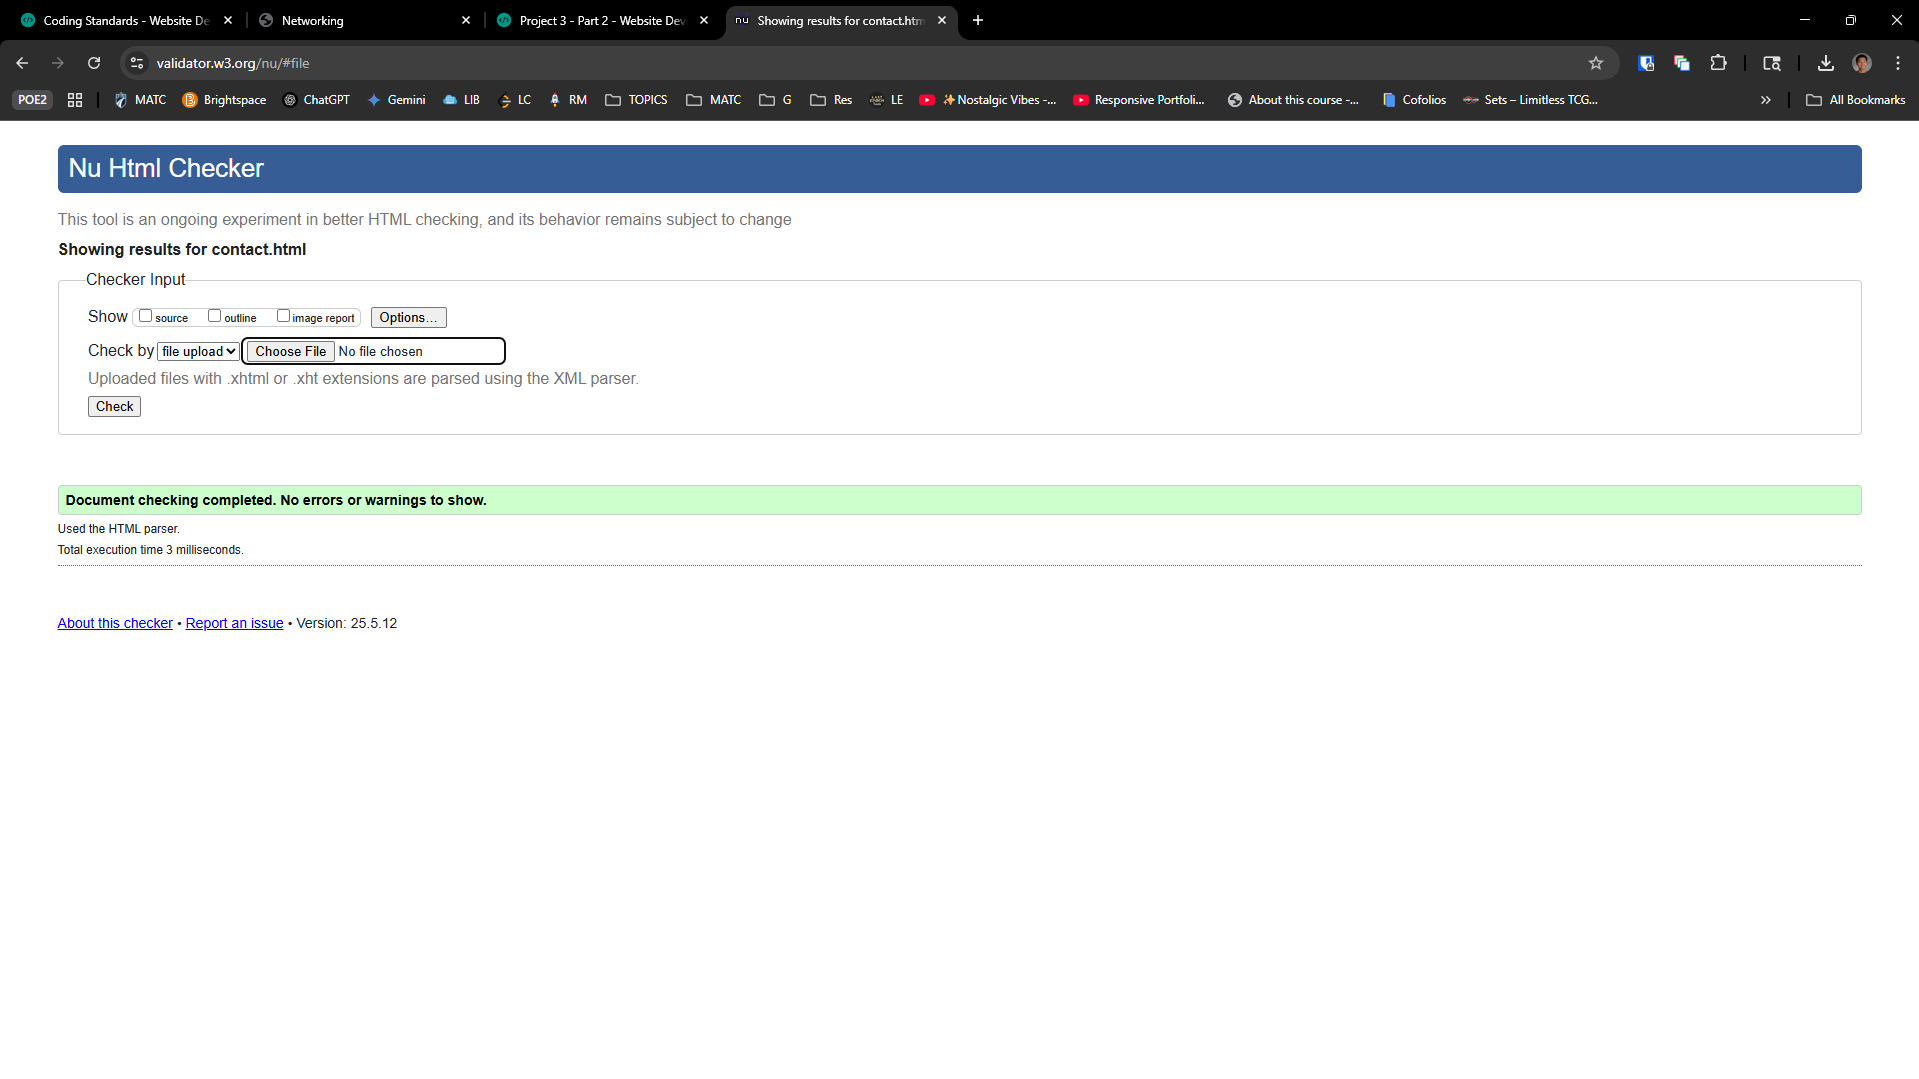 Coding Standards - Website De
Networking
Project 3 - Part 2 - Website Dev
nu Showing results for contact.htm
validator.w3.org/nu/#file
POE2 MATC Brightspace ChatGPT Gemini LIB LC RM TOPICS MATC G Res LE ✨Nostalgic Vibes -... Responsive Portfoli... About this course -... Cofolios Sets – Limitless TCG... » All Bookmarks
Nu Html Checker
This tool is an ongoing experiment in better HTML checking, and its behavior remains subject to change
Showing results for contact.html
Checker Input
Show source outline image report Options...
Check by file upload Choose File No file chosen
Uploaded files with .xhtml or .xht extensions are parsed using the XML parser.
Check
Document checking completed. No errors or warnings to show.
Used the HTML parser.
Total execution time 3 milliseconds.
About this checker • Report an issue • Version: 25.5.12